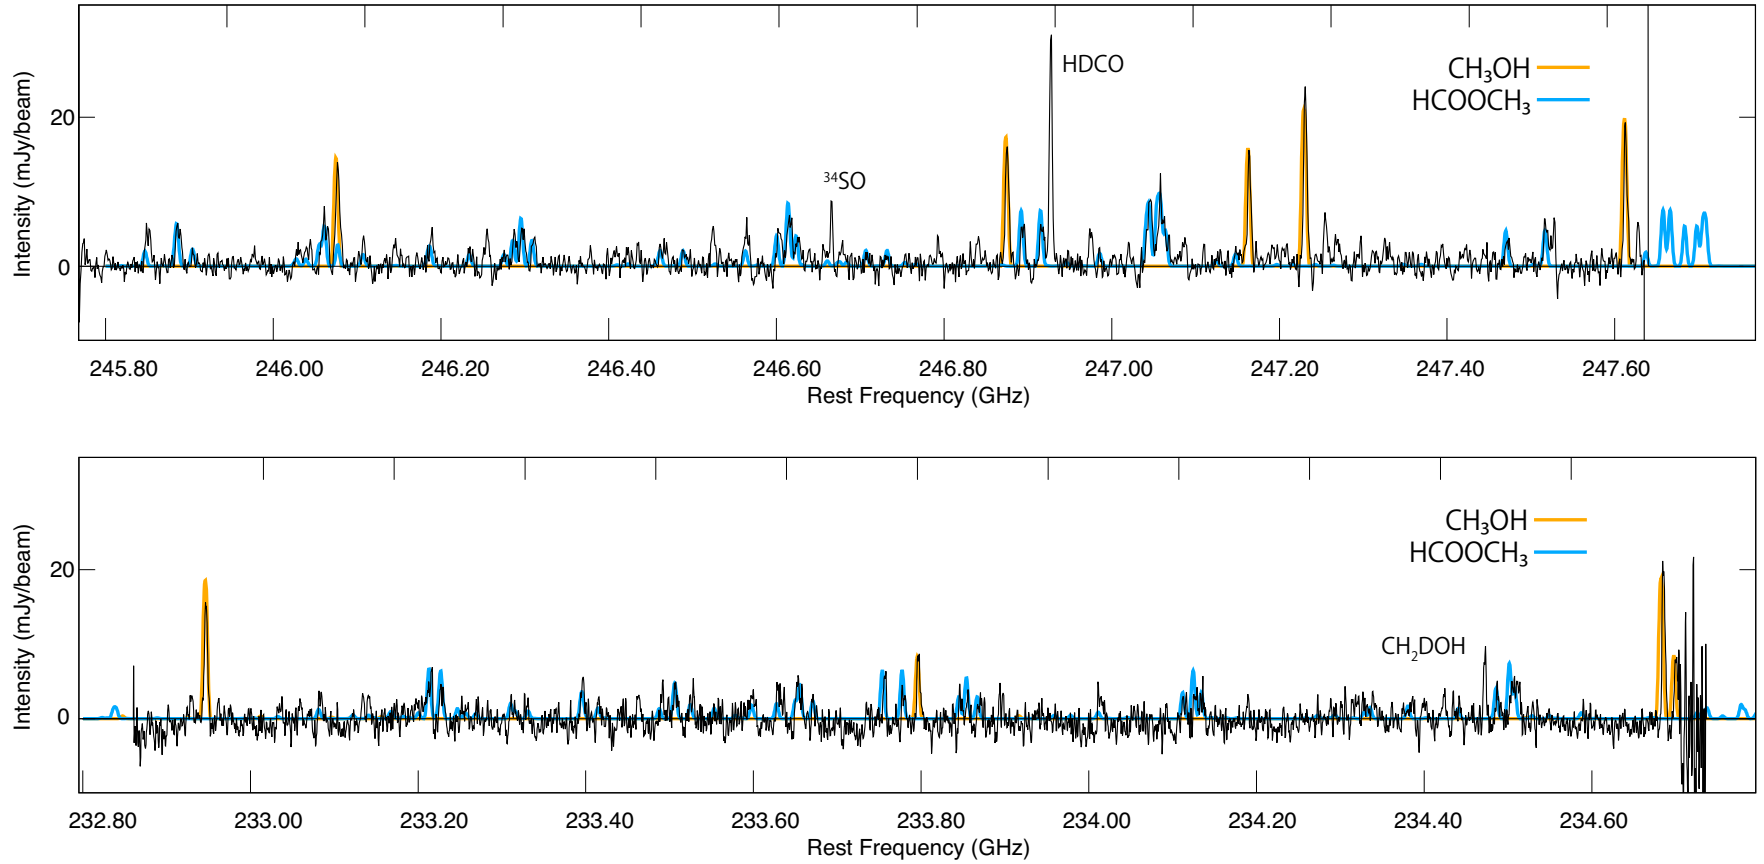 Intensity (mJy/beam)
20
0
HDCO
³⁴SO
CH₃OH
HCOOCH₃
245.80 246.00 246.20 246.40 246.60 246.80 247.00 247.20 247.40 247.60
Rest Frequency (GHz)
Intensity (mJy/beam)
20
0
CH₃OH
HCOOCH₃
CH₂DOH
232.80 233.00 233.20 233.40 233.60 233.80 234.00 234.20 234.40 234.60
Rest Frequency (GHz)